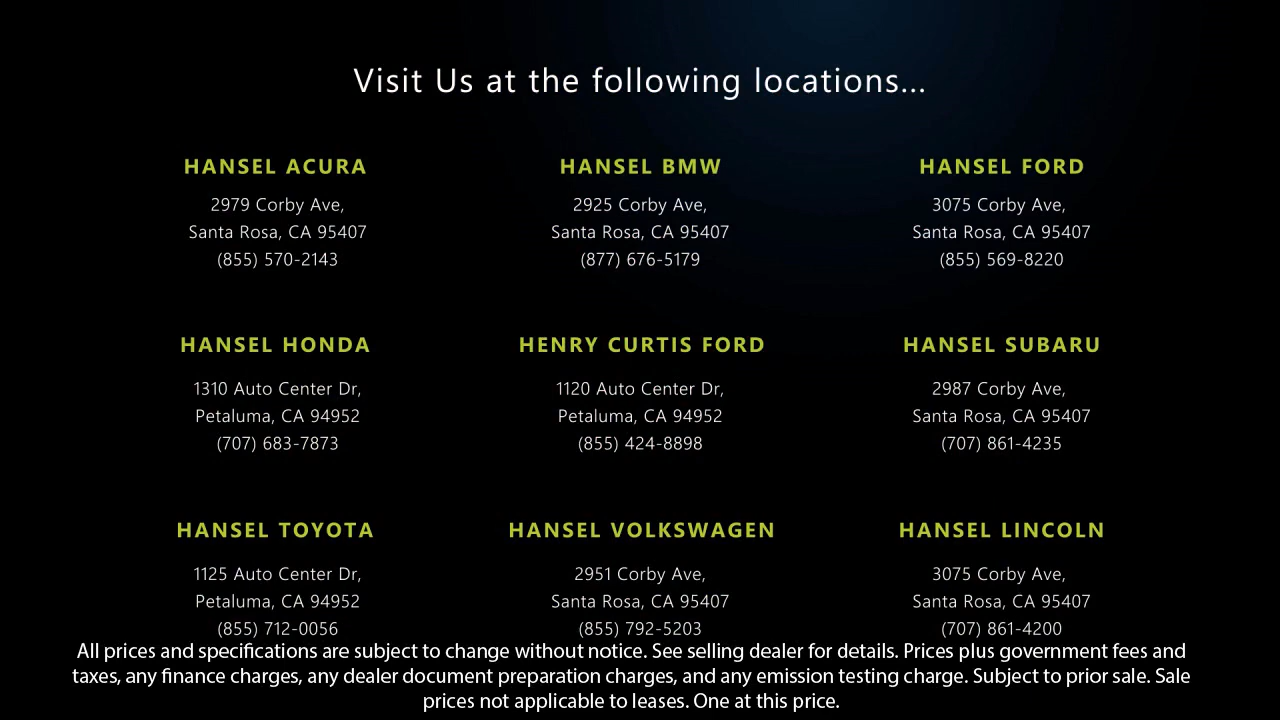 Visit Us at the following locations...
HANSEL ACURA
2979 Corby Ave,
Santa Rosa, CA 95407
(855) 570-2143
HANSEL BMW
2925 Corby Ave,
Santa Rosa, CA 95407
(877) 676-5179
HANSEL FORD
3075 Corby Ave,
Santa Rosa, CA 95407
(855) 569-8220
HANSEL HONDA
1310 Auto Center Dr,
Petaluma, CA 94952
(707) 683-7873
HENRY CURTIS FORD
1120 Auto Center Dr,
Petaluma, CA 94952
(855) 424-8898
HANSEL SUBARU
2987 Corby Ave,
Santa Rosa, CA 95407
(707) 861-4235
HANSEL TOYOTA
1125 Auto Center Dr,
Petaluma, CA 94952
(855) 712-0056
HANSEL VOLKSWAGEN
2951 Corby Ave,
Santa Rosa, CA 95407
(855) 792-5203
HANSEL LINCOLN
3075 Corby Ave,
Santa Rosa, CA 95407
(707) 861-4200
All prices and specifications are subject to change without notice. See selling dealer for details. Prices plus government fees and
taxes, any finance charges, any dealer document preparation charges, and any emission testing charge. Subject to prior sale. Sale
prices not applicable to leases. One at this price.